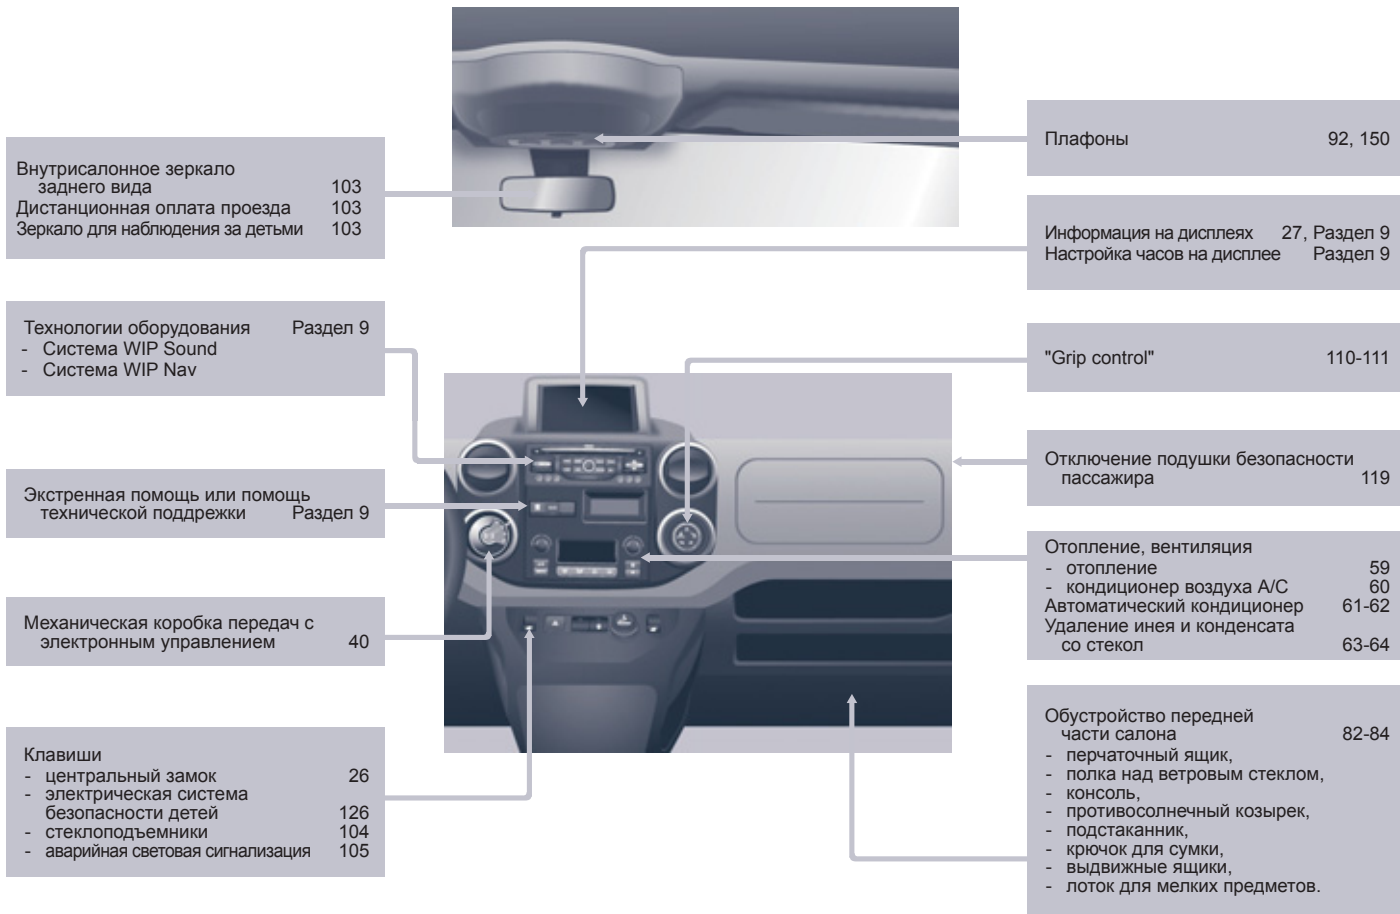 Внутрисалонное зеркало
заднего вида 103
Дистанционная оплата проезда 103
Зеркало для наблюдения за детьми 103
Технологии оборудования Раздел 9
- Система WIP Sound
- Система WIP Nav
Экстренная помощь или помощь
технической поддрежки Раздел 9
Механическая коробка передач с
электронным управлением 40
Клавиши
- центральный замок 26
- электрическая система
безопасности детей 126
- стеклоподъемники 104
- аварийная световая сигнализация 105
Плафоны 92, 150
Информация на дисплеях 27, Раздел 9
Настройка часов на дисплее Раздел 9
"Grip control" 110-111
Отключение подушки безопасности
пассажира 119
Отопление, вентиляция
- отопление 59
- кондиционер воздуха A/C 60
Автоматический кондиционер 61-62
Удаление инея и конденсата
со стекол 63-64
Обустройство передней
части салона 82-84
- перчаточный ящик,
- полка над ветровым стеклом,
- консоль,
- противосолнечный козырек,
- подстаканник,
- крючок для сумки,
- выдвижные ящики,
- лоток для мелких предметов.